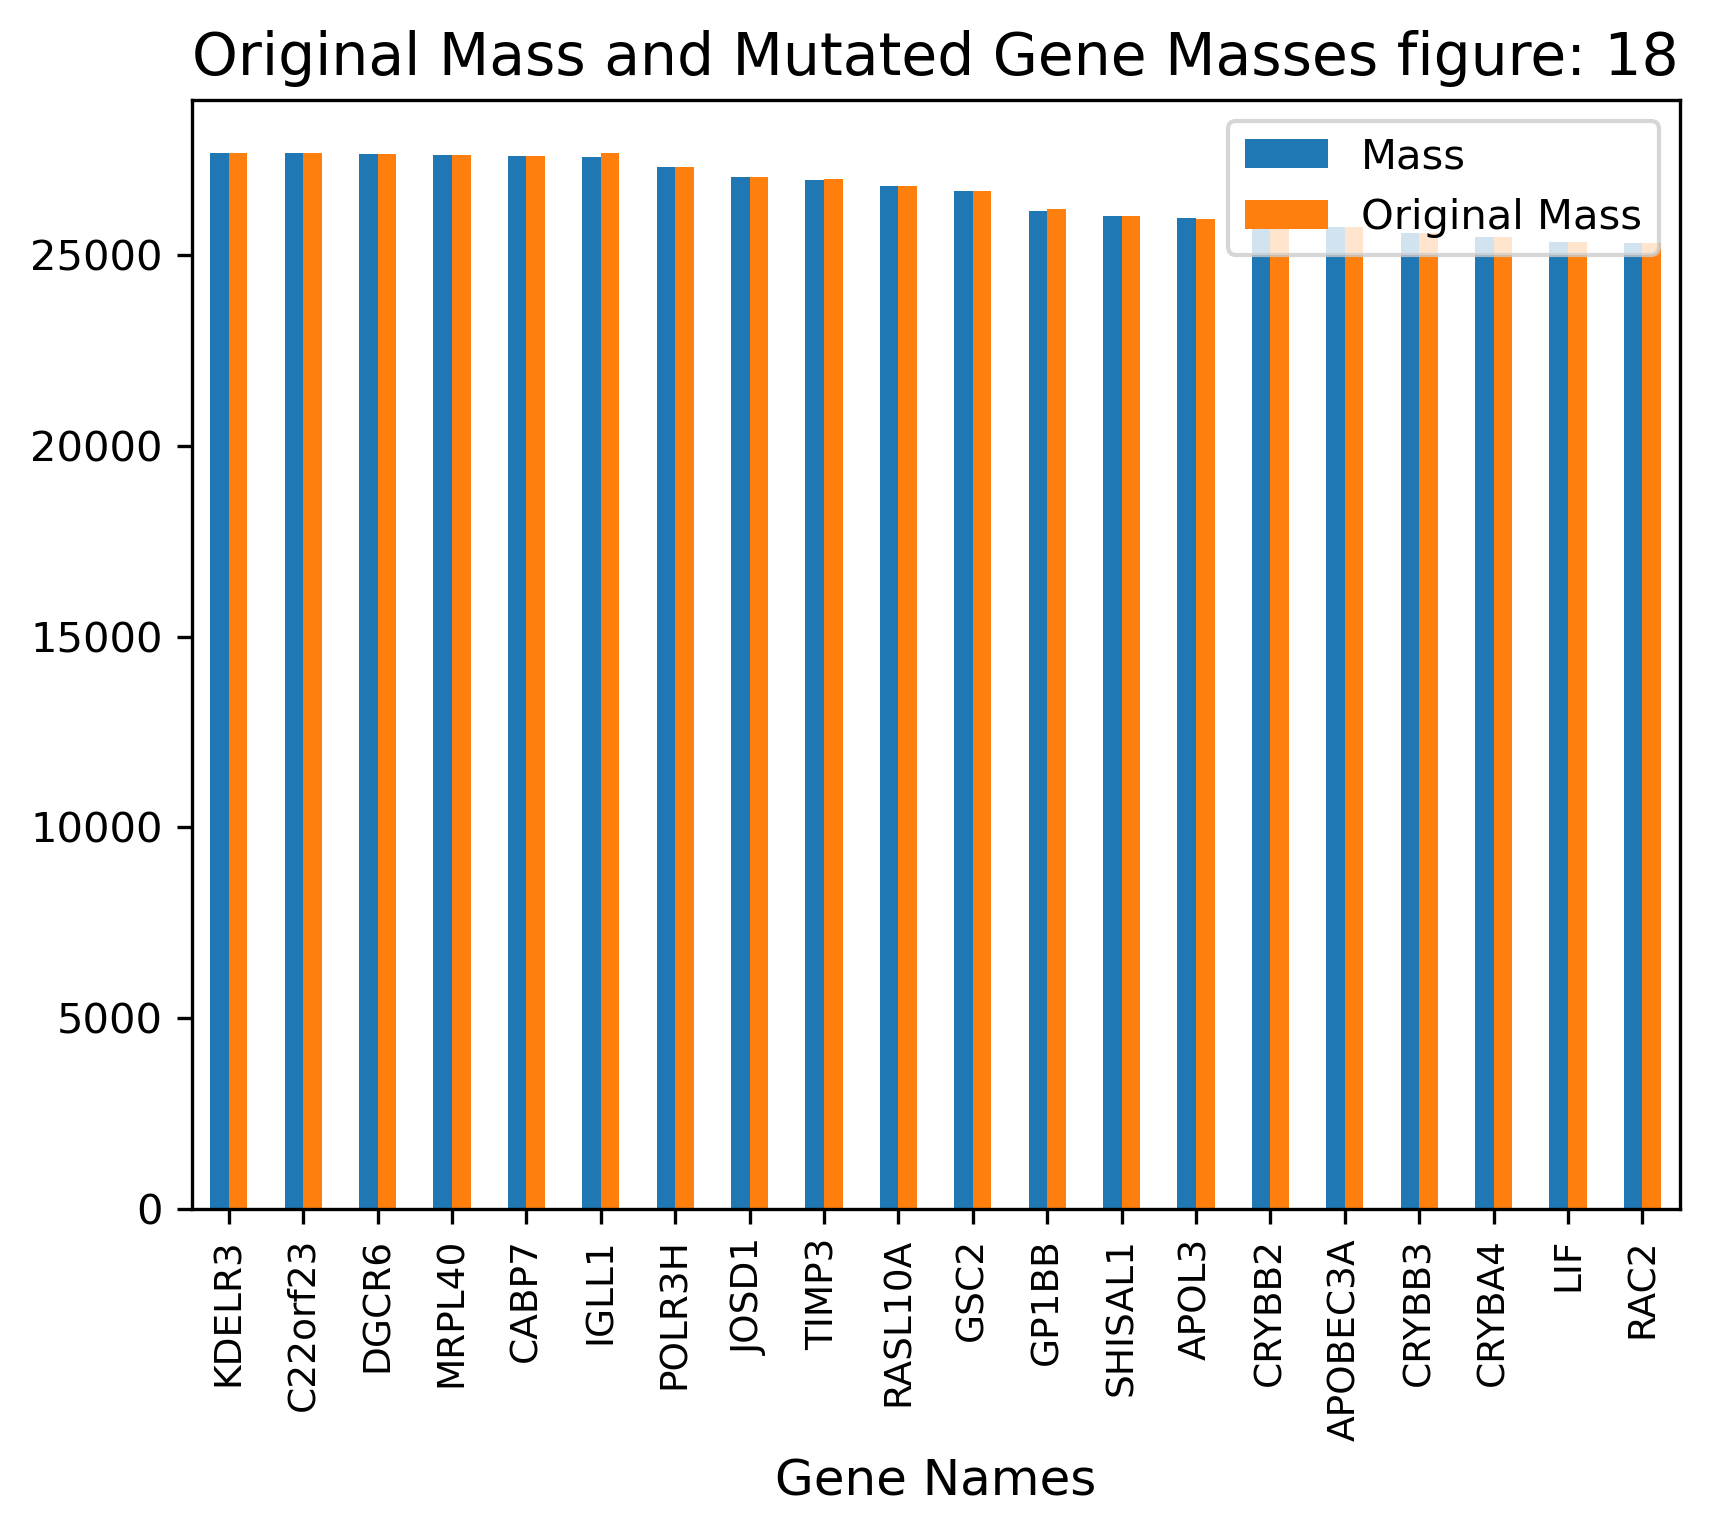 Original Mass and Mutated Gene Masses figure: 18
Mass
Original Mass
25000
20000
15000
10000
5000
0
KDELR3
C22orf23
DGCR6
MRPL40
CABP7
IGLL1
POLR3H
JOSD1
TIMP3
RASL10A
GSC2
GP1BB
SHISAL1
APOL3
CRYBB2
APOBEC3A
CRYBB3
CRYBA4
LIF
RAC2
Gene Names